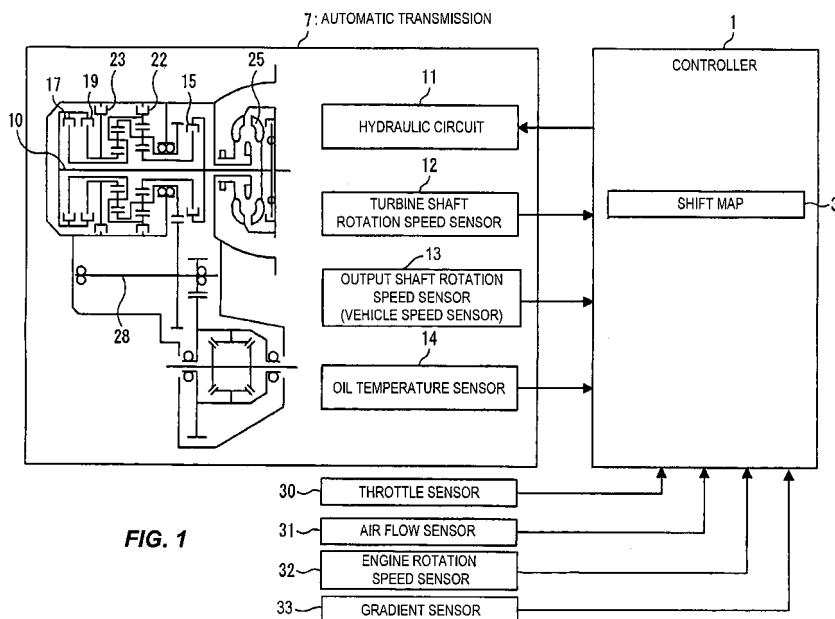 7: AUTOMATIC TRANSMISSION
1
CONTROLLER
17
19
23
22
15
25
10
11
HYDRAULIC CIRCUIT
12
TURBINE SHAFT
ROTATION SPEED SENSOR
SHIFT MAP
3
13
OUTPUT SHAFT ROTATION
SPEED SENSOR
(VEHICLE SPEED SENSOR)
28
14
OIL TEMPERATURE SENSOR
30
THROTTLE SENSOR
31
AIR FLOW SENSOR
FIG. 1
32
ENGINE ROTATION
SPEED SENSOR
33
GRADIENT SENSOR